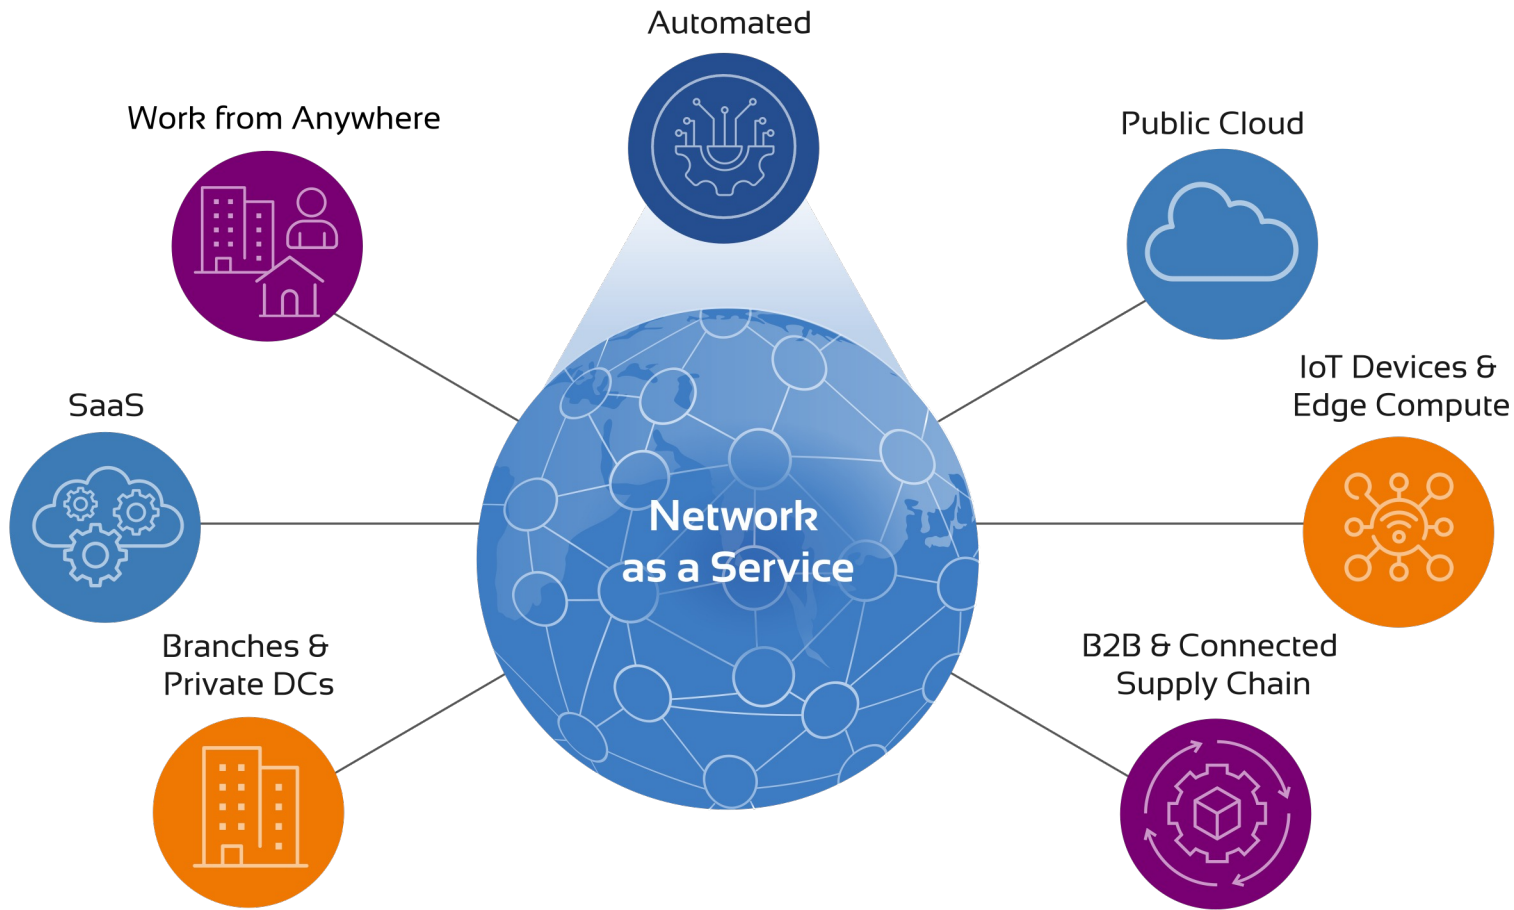 Automated
Work from Anywhere
Public Cloud
SaaS
IoT Devices &
Edge Compute
Network
as a Service
Branches &
Private DCs
B2B & Connected
Supply Chain